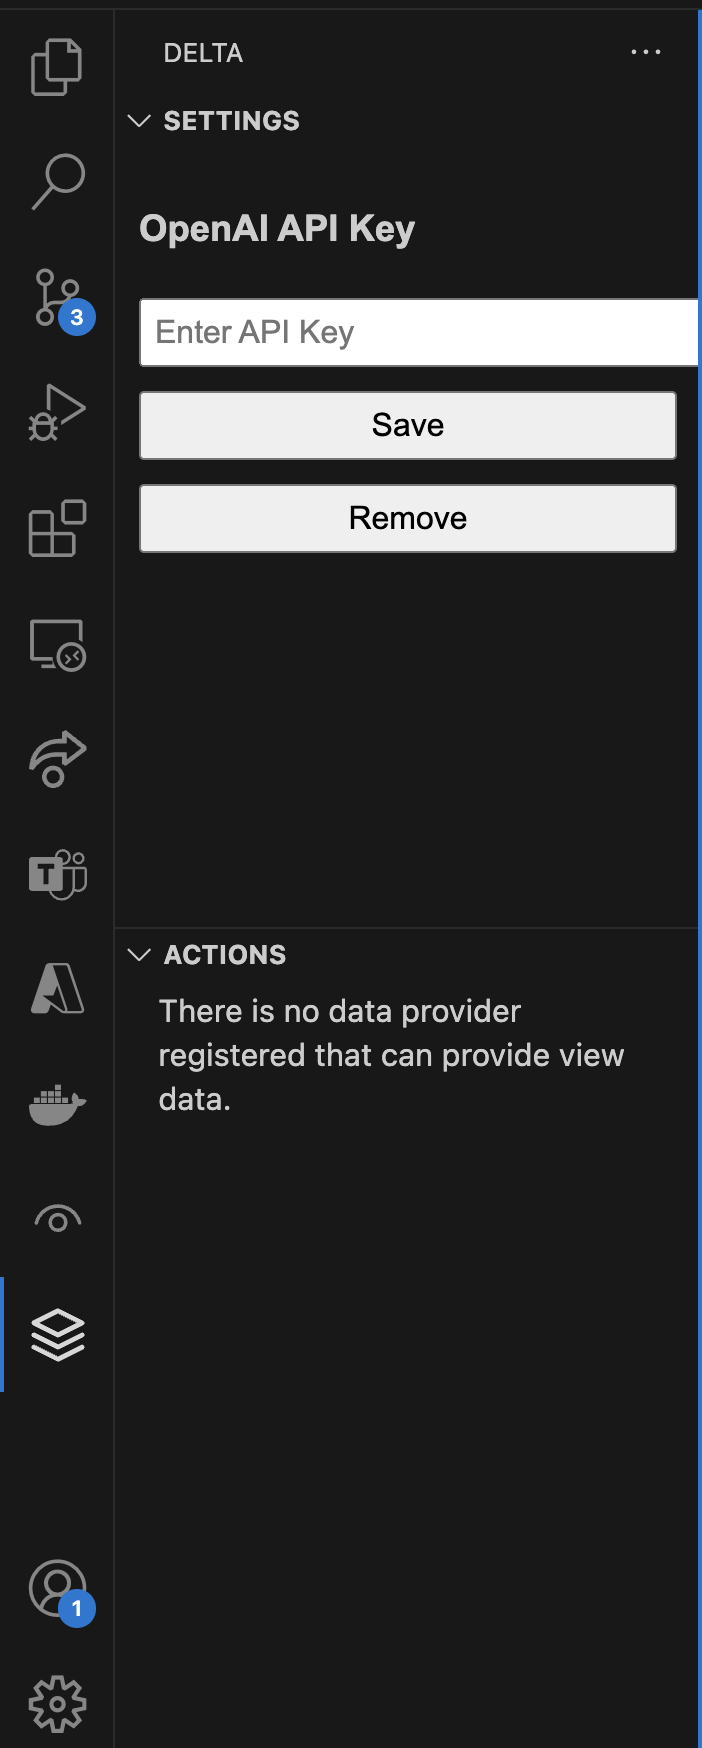 DELTA
SETTINGS
OpenAI API Key
Enter API Key
3
Save
Remove
T
ACTIONS
There is no data provider
registered that can provide view
data.
1